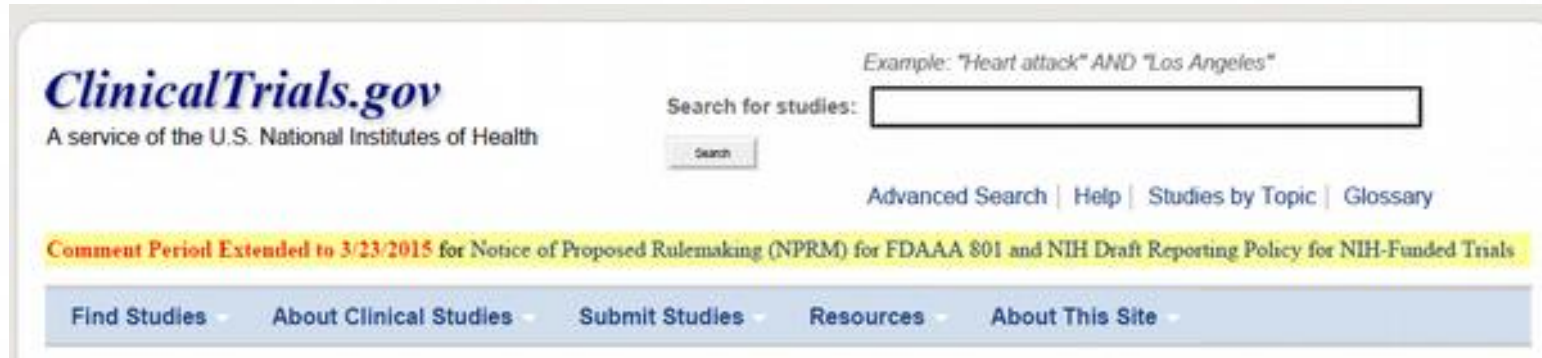 Example: "Heart attack" AND "Los Angeles"
ClinicalTrials.gov
Search for studies:
A service of the U.S. National Institutes of Health
Search
Advanced Search | Help | Studies by Topic | Glossary
Comment Period Extended to 3/23/2015 for Notice of Proposed Rulemaking (NPRM) for FDAAA 801 and NIH Draft Reporting Policy for NIH-Funded Trials
Find Studies About Clinical Studies Submit Studies Resources About This Site